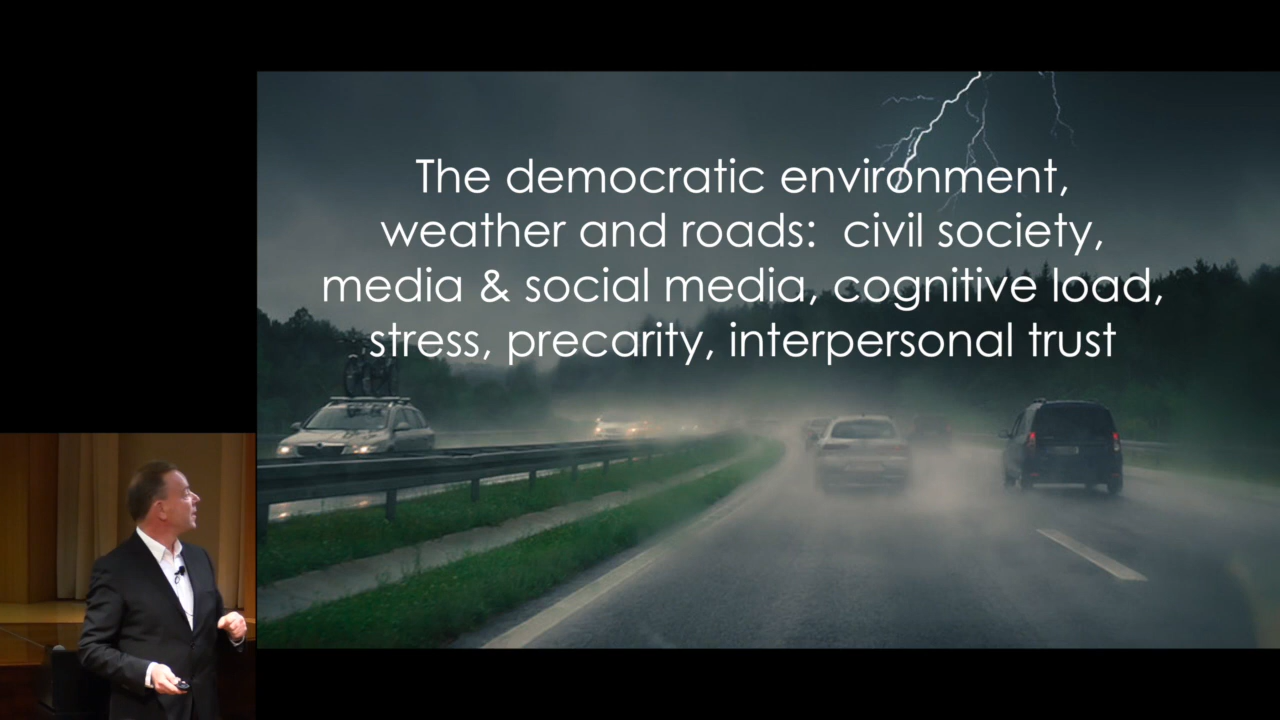 The democratic environment,
weather and roads:  civil society,
media & social media, cognitive load,
stress, precarity, interpersonal trust